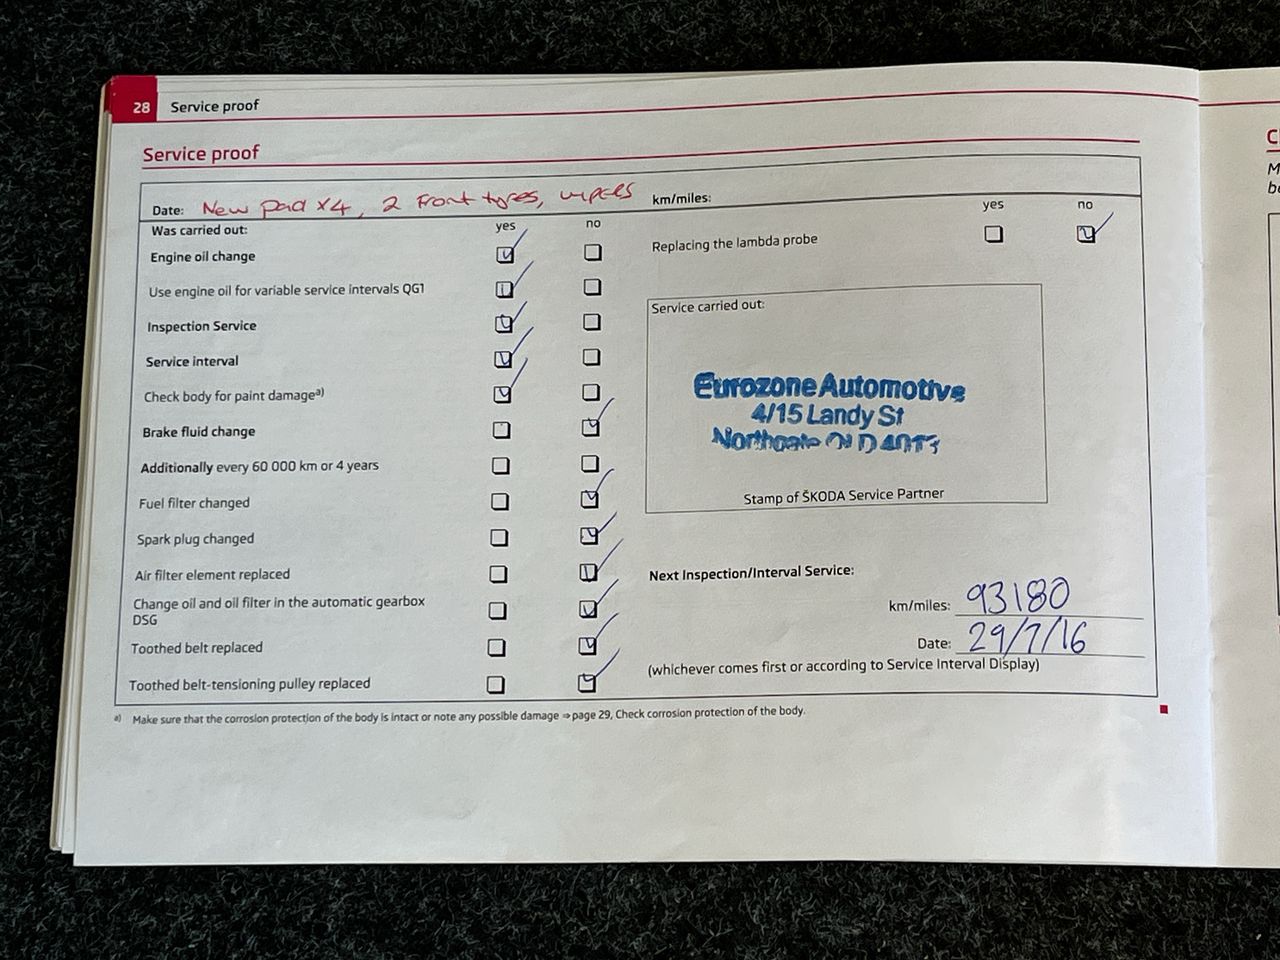 28 Service proof
Service proof
Date: New pad x4, 2 Front tyres, wipers km/miles:
Was carried out: yes no
Engine oil change
Use engine oil for variable service intervals QG1
Inspection Service
Service interval
Check body for paint damage a)
Brake fluid change
Additionally every 60 000 km or 4 years
Fuel filter changed
Spark plug changed
Air filter element replaced
Change oil and oil filter in the automatic gearbox
DSG
Toothed belt replaced
Toothed belt-tensioning pulley replaced
yes no
Replacing the lambda probe
Service carried out:
Eurozone Automotive
4/15 Landy St
Northgate QLD 4013
Stamp of ŠKODA Service Partner
Next Inspection/Interval Service:
km/miles: 93180
Date: 29/7/16
(whichever comes first or according to Service Interval Display)
a) Make sure that the corrosion protection of the body is intact or note any possible damage ⇒ page 29, Check corrosion protection of the body.